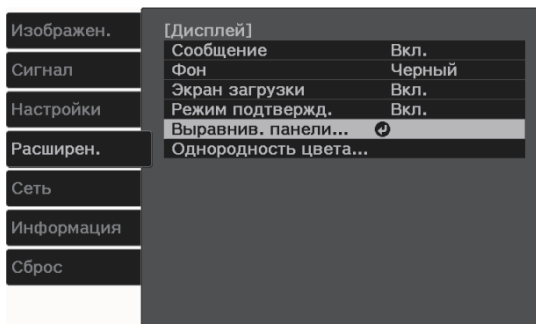 Изображен.
Сигнал
Настройки
Расширен.
Сеть
Информация
Сброс
[Дисплей]
Сообщение Вкл.
Фон Черный
Экран загрузки Вкл.
Режим подтвержд. Вкл.
Выравнив. панели...
Однородность цвета...